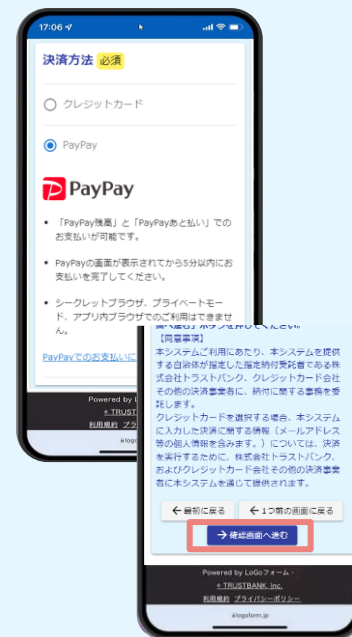 17:06
決済方法 必須
クレジットカード
PayPay
PayPay
• 「PayPay残高」と「PayPayあと払い」での
お支払いが可能です。
• PayPayの画面が表示されてから5分以内にお
支払いを完了してください。
• シークレットブラウザ、プライベートモー
ド、アプリ内ブラウザでのご利用はできませ
ん。
PayPayでのお支払いに
Powered by L
TRUST
利用規約 プラ
logo
【同意事項】
本システムご利用にあたり、本システムを提供
する自治体が指定した指定納付受託者である株
式会社トラストバンク、クレジットカード会社
その他の決済事業者に、納付に関する事務を委
託します。
クレジットカードを選択する場合、本システム
に入力した決済に関する情報（メールアドレス
等の個人情報を含みます。）については、決済
を実行するために、株式会社トラストバンク、
およびクレジットカード会社その他の決済事業
者に本システムを通じて提供されます。
←最初に戻る ←1つ前の画面に戻る
→確認画面へ進む
Powered by LoGoフォーム -
TRUSTBANK, Inc.
利用規約 プライバシーポリシー
logoform.jp